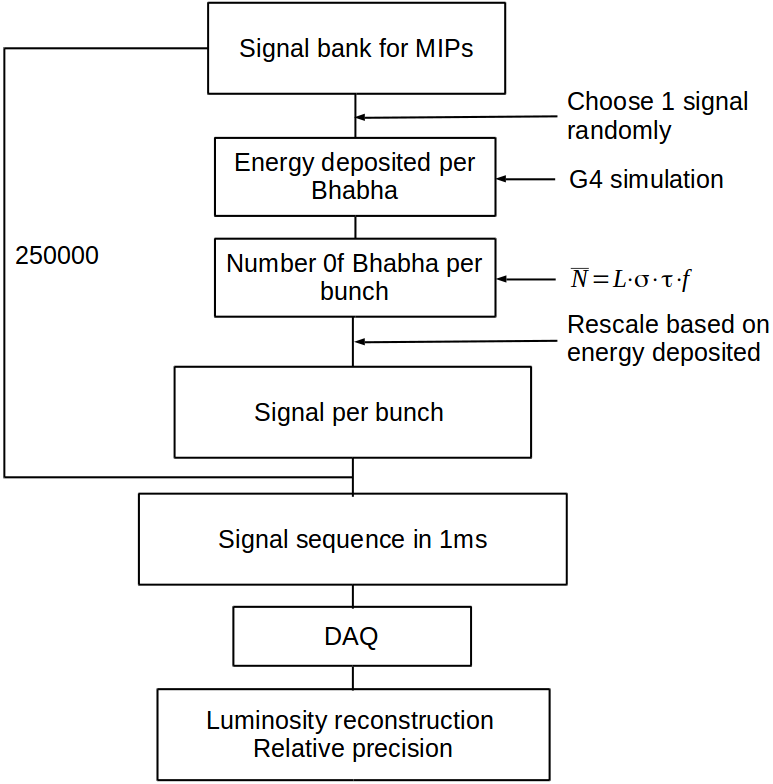 Signal bank for MIPs
Choose 1 signal
randomly
Energy deposited per
Bhabha
G4 simulation
250000
Number 0f Bhabha per
bunch
N̅ = L·σ·τ·f
Rescale based on
energy deposited
Signal per bunch
Signal sequence in 1ms
DAQ
Luminosity reconstruction
Relative precision